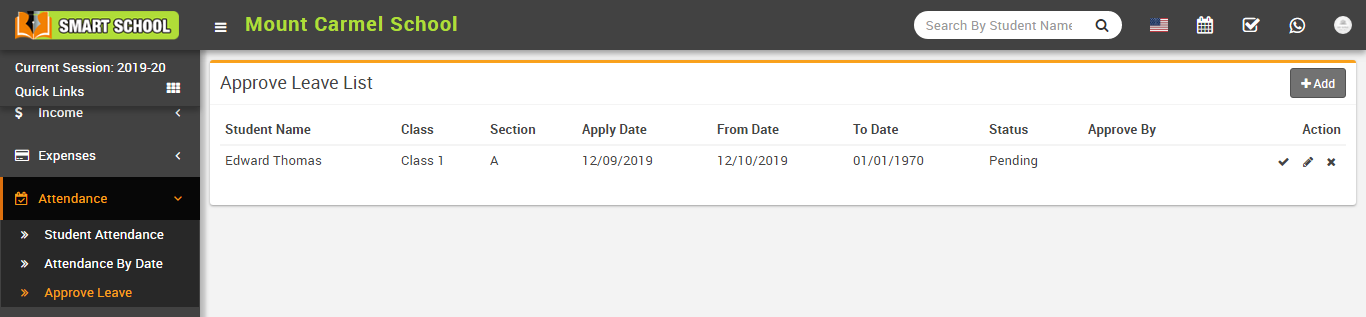 SMART SCHOOL
Mount Carmel School
Search By Student Name
Current Session: 2019-20
Quick Links
$ Income
Expenses
Attendance
Student Attendance
Attendance By Date
Approve Leave
Approve Leave List
+ Add
Student Name Class Section Apply Date From Date To Date Status Approve By Action
Edward Thomas Class 1 A 12/09/2019 12/10/2019 01/01/1970 Pending